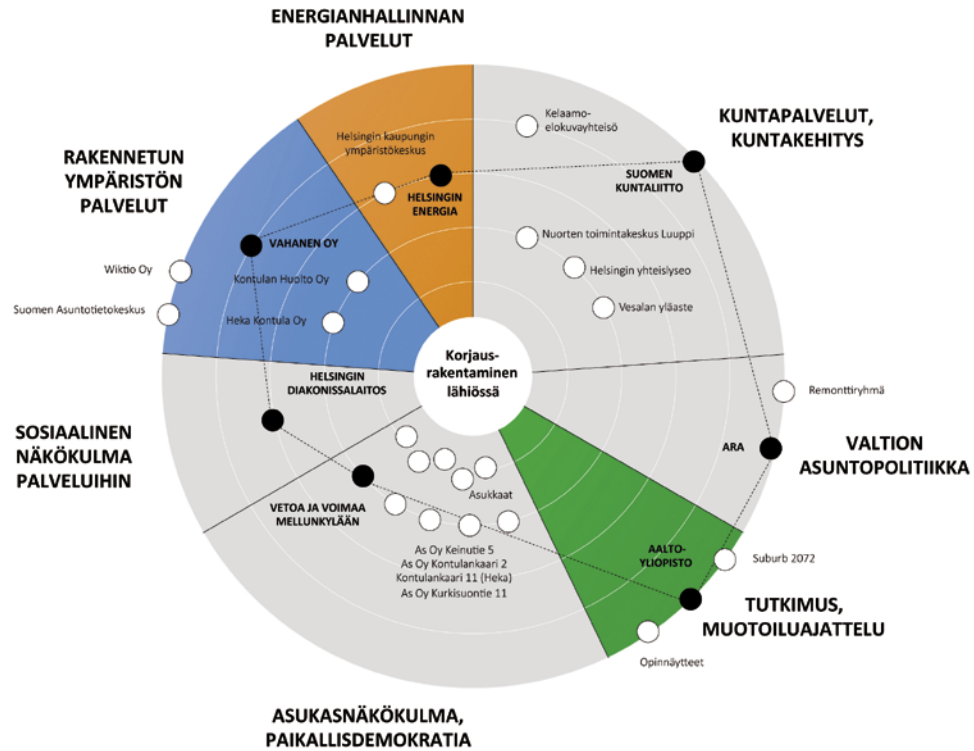 ENERGIANHALLINNAN
PALVELUT
KUNTAPALVELUT,
KUNTAKEHITYS
RAKENNETUN
YMPÄRISTÖN
PALVELUT
Kelaamo-
elokuvayhteisö
Helsingin kaupungin
ympäristökeskus
SUOMEN
KUNTALIITTO
HELSINGIN
ENERGIA
VAHANEN OY
Nuorten toimintakeskus Luuppi
Wiktio Oy
Kontulan Huolto Oy
Helsingin yhteislyseo
Suomen Asuntotietokeskus
Heka Kontula Oy
Vesalan yläaste
Korjaus-
rakentaminen
lähiössä
HELSINGIN
DIAKONISSALAITOS
Remonttiryhmä
SOSIAALINEN
NÄKÖKULMA
PALVELUIHIN
ARA
VALTION
ASUNTOPOLITIIKKA
Asukkaat
VETOA JA VOIMAA
MELLUNKYLÄÄN
As Oy Keinutie 5
As Oy Kontulankaari 2
Kontulankaari 11 (Heka)
As Oy Kurkisuontie 11
AALTO-
YLIOPISTO
Suburb 2072
TUTKIMUS,
MUOTOILUAJATTELU
Opinnäytteet
ASUKASNÄKÖKULMA,
PAIKALLISDEMOKRATIA